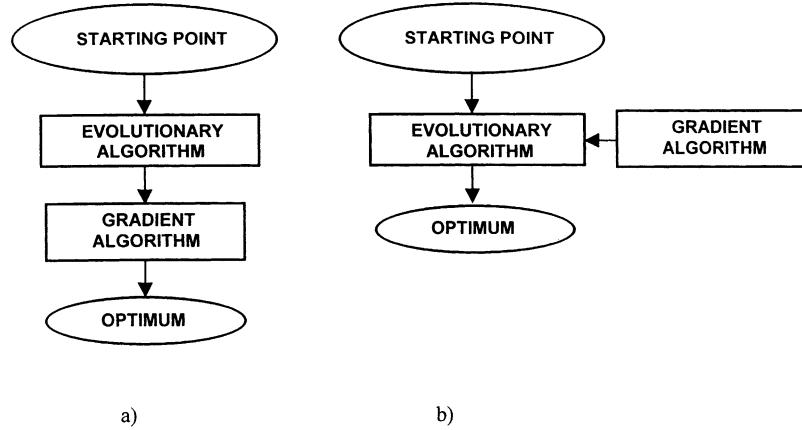 STARTING POINT
EVOLUTIONARY
ALGORITHM
GRADIENT
ALGORITHM
OPTIMUM
a)
STARTING POINT
EVOLUTIONARY
ALGORITHM
GRADIENT
ALGORITHM
OPTIMUM
b)